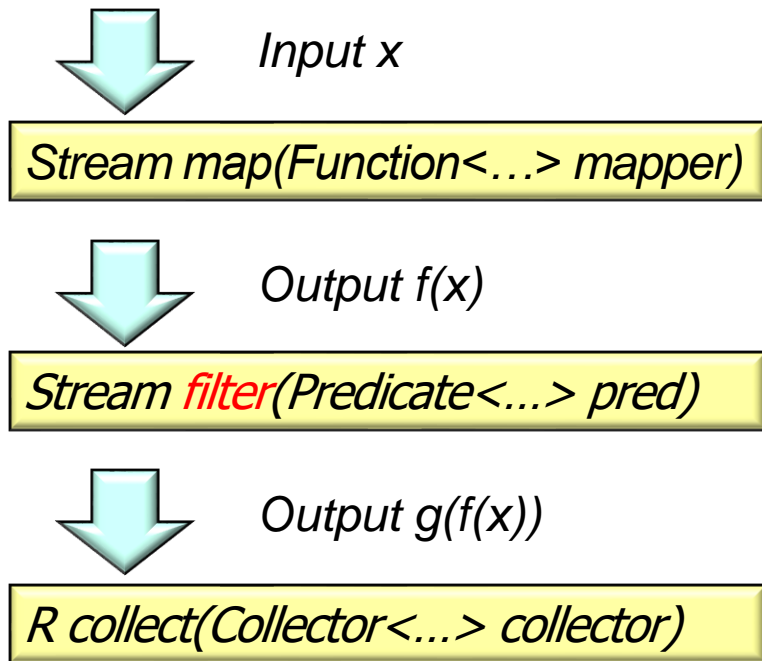 Input x
Stream map(Function<…> mapper)
Output f(x)
Stream filter(Predicate<...> pred)
Output g(f(x))
R collect(Collector<...> collector)